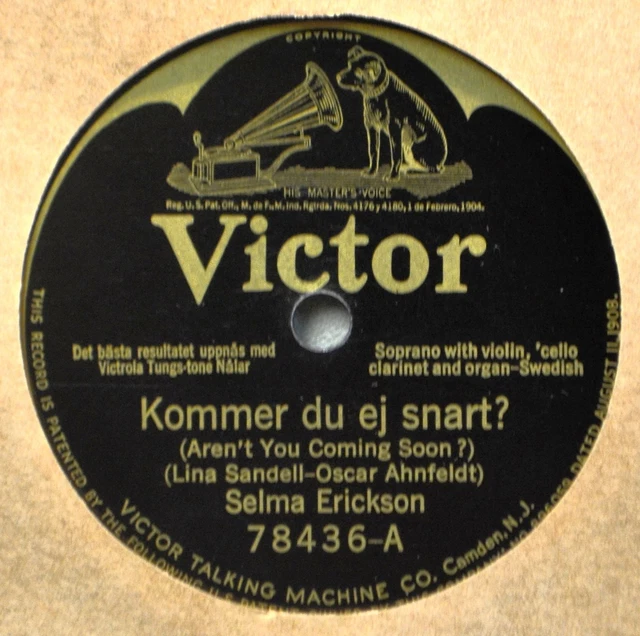 COPYRIGHT
HIS MASTER'S VOICE
Reg. U.S. Pat. Off., M. de F., M. Ind. Rgtrda. Nos. 4176 y 4180, 1 de Febrero, 1904.
Victor
Det bästa resultatet uppnås med
Victrola Tungs-tone Nålar
Soprano with violin, 'cello
clarinet and organ–Swedish
Kommer du ej snart?
(Aren't You Coming Soon?)
(Lina Sandell–Oscar Ahnfeldt)
Selma Erickson
78436–A
VICTOR TALKING MACHINE CO. Camden, N.J.
THIS RECORD IS PATENTED BY THE FOLLOWING U.S. DATED AUGUST 11, 1908.